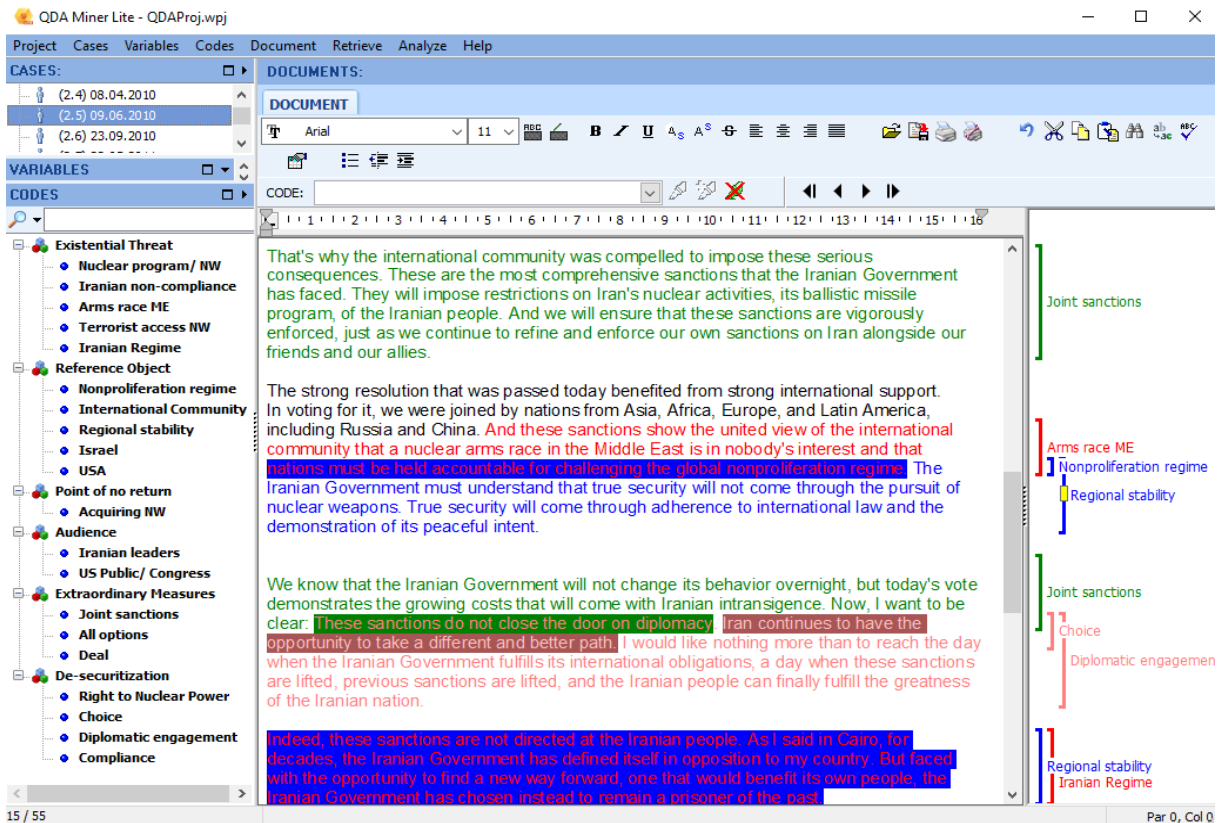 QDA Miner Lite - QDAProj.wpj
Project Cases Variables Codes Document Retrieve Analyze Help
CASES:
(2.4) 08.04.2010
(2.5) 09.06.2010
(2.6) 23.09.2010
VARIABLES
CODES
Existential Threat
Nuclear program/ NW
Iranian non-compliance
Arms race ME
Terrorist access NW
Iranian Regime
Reference Object
Nonproliferation regime
International Community
Regional stability
Israel
USA
Point of no return
Acquiring NW
Audience
Iranian leaders
US Public/ Congress
Extraordinary Measures
Joint sanctions
All options
Deal
De-securitization
Right to Nuclear Power
Choice
Diplomatic engagement
Compliance
DOCUMENTS:
DOCUMENT
Arial 11 B I U
CODE:
1 2 3 4 5 6 7 8 9 10 11 12 13 14 15 16
That's why the international community was compelled to impose these serious
consequences. These are the most comprehensive sanctions that the Iranian Government
has faced. They will impose restrictions on Iran's nuclear activities, its ballistic missile
program, of the Iranian people. And we will ensure that these sanctions are vigorously
enforced, just as we continue to refine and enforce our own sanctions on Iran alongside our
friends and our allies.
The strong resolution that was passed today benefited from strong international support.
In voting for it, we were joined by nations from Asia, Africa, Europe, and Latin America,
including Russia and China. And these sanctions show the united view of the international
community that a nuclear arms race in the Middle East is in nobody's interest and that
nations must be held accountable for challenging the global nonproliferation regime. The
Iranian Government must understand that true security will not come through the pursuit of
nuclear weapons. True security will come through adherence to international law and the
demonstration of its peaceful intent.
We know that the Iranian Government will not change its behavior overnight, but today's vote
demonstrates the growing costs that will come with Iranian intransigence. Now, I want to be
clear: These sanctions do not close the door on diplomacy. Iran continues to have the
opportunity to take a different and better path. I would like nothing more than to reach the day
when the Iranian Government fulfills its international obligations, a day when these sanctions
are lifted, previous sanctions are lifted, and the Iranian people can finally fulfill the greatness
of the Iranian nation.
Indeed, these sanctions are not directed at the Iranian people. As I said in Cairo, for
decades, the Iranian Government has defined itself in opposition to my country. But faced
with the opportunity to find a new way forward, one that would benefit its own people, the
Iranian Government has chosen instead to remain a prisoner of the past.
Joint sanctions
Arms race ME
Nonproliferation regime
Regional stability
Joint sanctions
Choice
Diplomatic engagemen
Regional stability
Iranian Regime
15 / 55
Par 0, Col 0